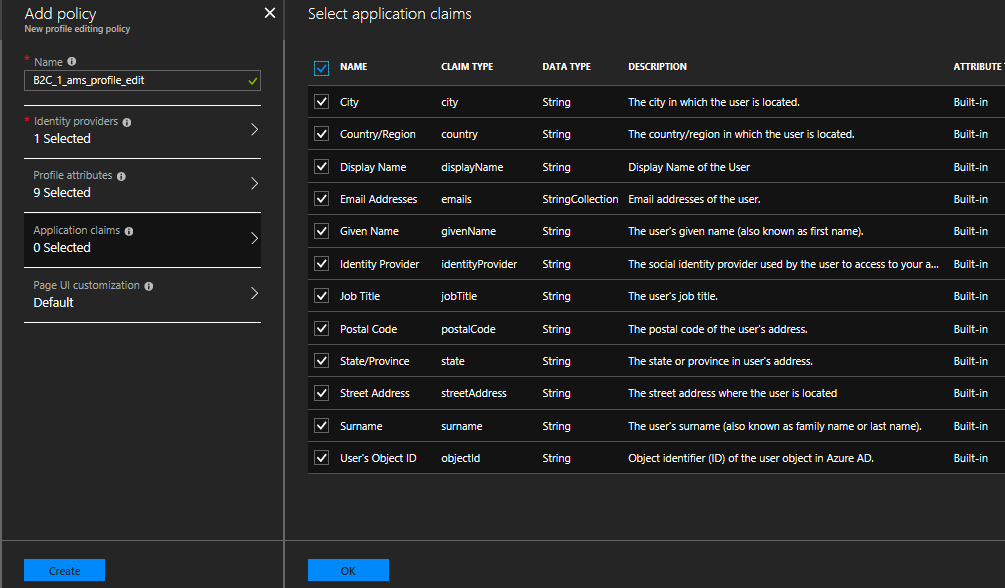 Add policy
New profile editing policy
* Name
B2C_1_ams_profile_edit
* Identity providers
1 Selected
Profile attributes
9 Selected
Application claims
0 Selected
Page UI customization
Default
Create
Select application claims
NAME CLAIM TYPE DATA TYPE DESCRIPTION ATTRIBUTE
City city String The city in which the user is located. Built-in
Country/Region country String The country/region in which the user is located. Built-in
Display Name displayName String Display Name of the User Built-in
Email Addresses emails StringCollection Email addresses of the user. Built-in
Given Name givenName String The user's given name (also known as first name). Built-in
Identity Provider identityProvider String The social identity provider used by the user to access to your a... Built-in
Job Title jobTitle String The user's job title. Built-in
Postal Code postalCode String The postal code of the user's address. Built-in
State/Province state String The state or province in user's address. Built-in
Street Address streetAddress String The street address where the user is located Built-in
Surname surname String The user's surname (also known as family name or last name). Built-in
User's Object ID objectId String Object identifier (ID) of the user object in Azure AD. Built-in
OK